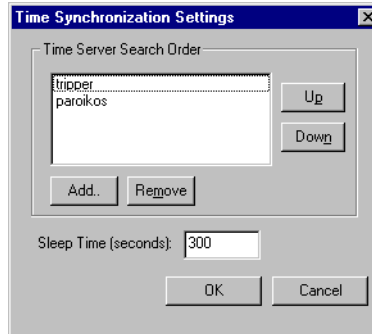 Time Synchronization Settings
Time Server Search Order
tripper
paroikos
Up
Down
Add..
Remove
Sleep Time (seconds):
300
OK
Cancel